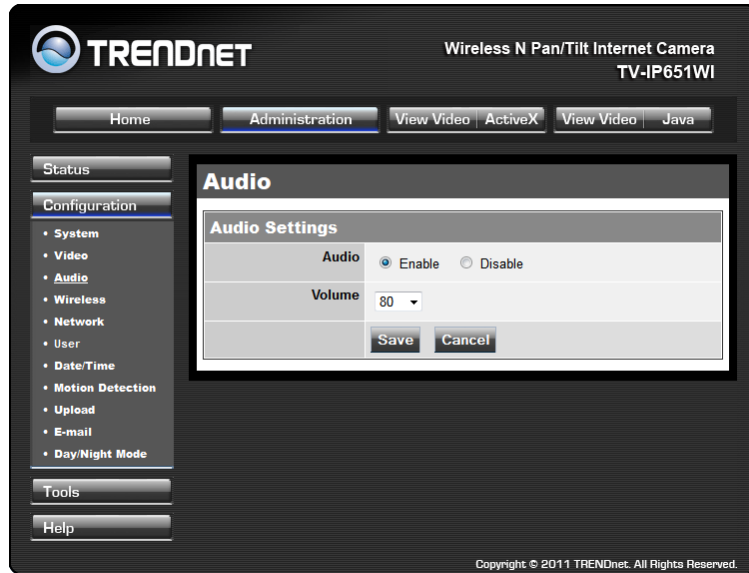 TRENDnet
Wireless N Pan/Tilt Internet Camera
TV-IP651WI
Home
Administration
View Video ActiveX
View Video Java
Status
Configuration
• System
• Video
• Audio
• Wireless
• Network
• User
• Date/Time
• Motion Detection
• Upload
• E-mail
• Day/Night Mode
Tools
Help
Audio
Audio Settings
Audio Enable Disable
Volume 80
Save Cancel
Copyright © 2011 TRENDnet. All Rights Reserved.